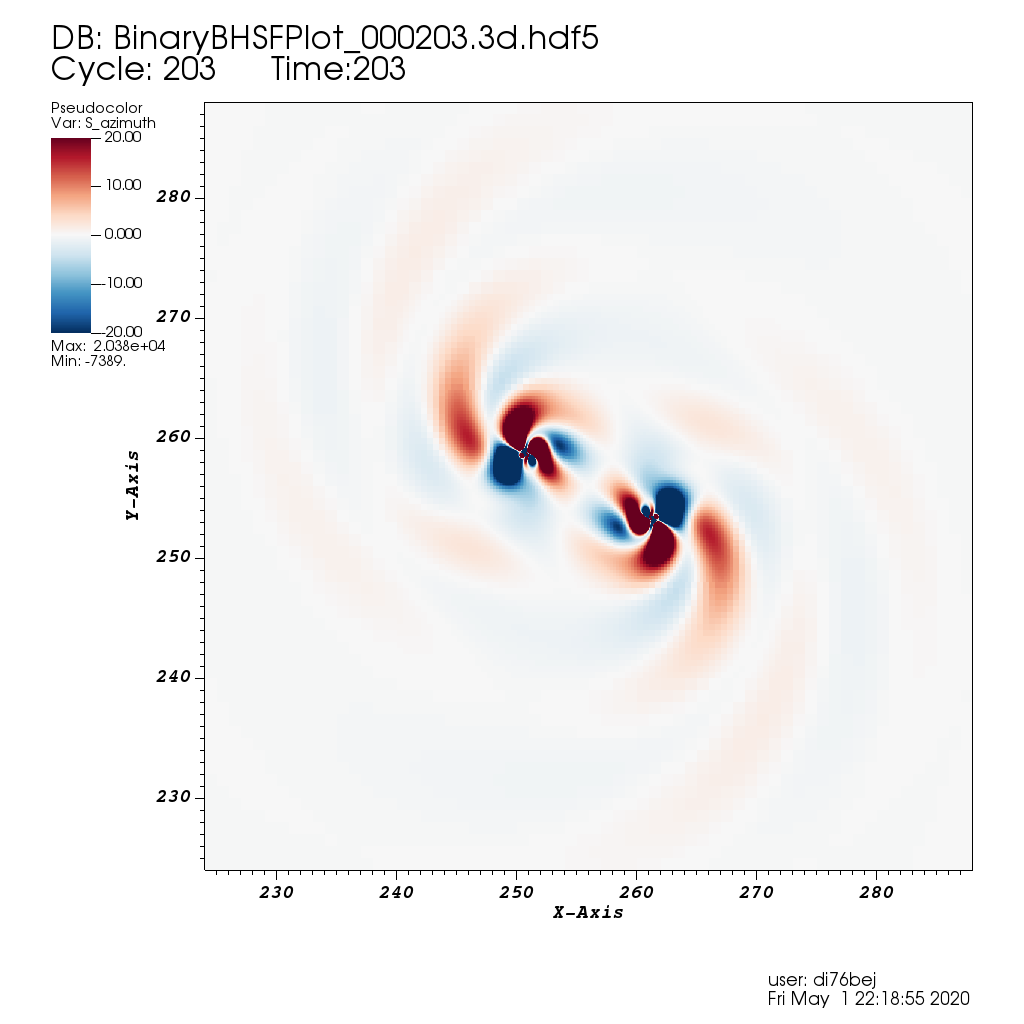 DB: BinaryBHSFPlot_000203.3d.hdf5
Cycle: 203 Time:203
Pseudocolor
Var: S_azimuth
20.00
10.00
0.000
-10.00
-20.00
Max: 2.038e+04
Min: -7389.
280
270
260
250
240
230
Y-Axis
230 240 250 260 270 280
X-Axis
user: di76bej
Fri May 1 22:18:55 2020